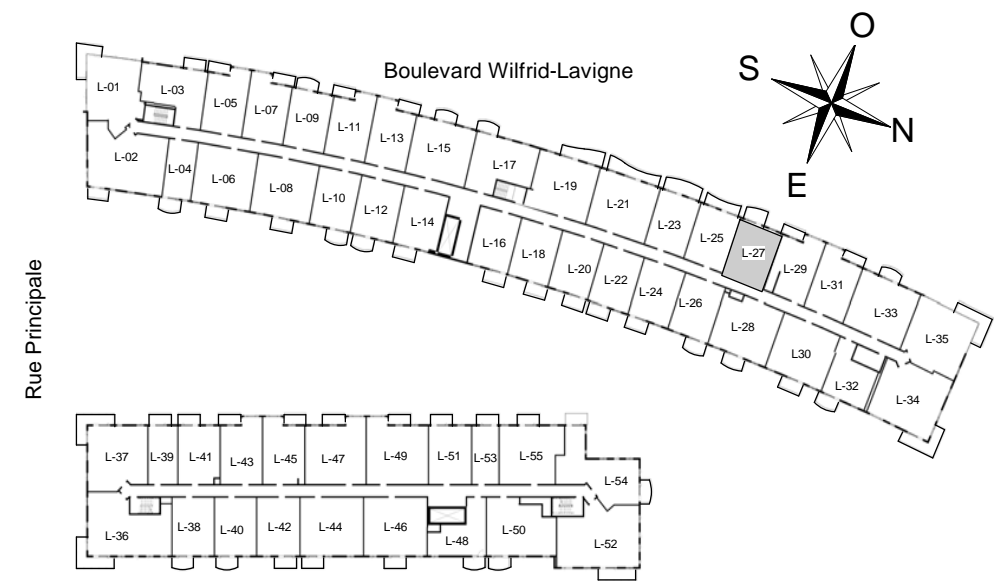 O
S
N
E
Boulevard Wilfrid-Lavigne
Rue Principale
L-01
L-03
L-05
L-07
L-09
L-11
L-13
L-15
L-17
L-19
L-21
L-23
L-25
L-27
L-29
L-31
L-33
L-35
L-02
L-04
L-06
L-08
L-10
L-12
L-14
L-16
L-18
L-20
L-22
L-24
L-26
L-28
L30
L-32
L-34
L-37
L-39
L-41
L-43
L-45
L-47
L-49
L-51
L-53
L-55
L-54
L-36
L-38
L-40
L-42
L-44
L-46
L-48
L-50
L-52